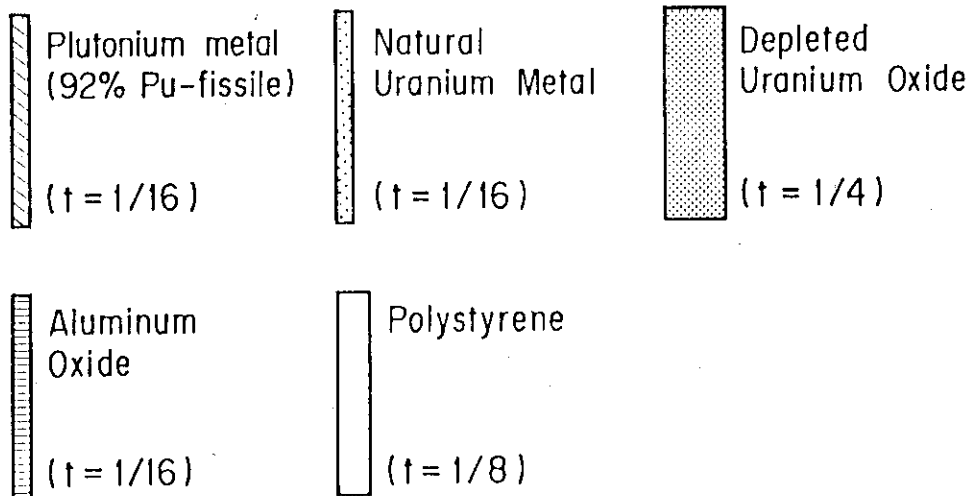 Plutonium metal
(92% Pu-fissile)
(t = 1/16)
Natural
Uranium Metal
(t = 1/16)
Depleted
Uranium Oxide
(t = 1/4)
Aluminum
Oxide
(t = 1/16)
Polystyrene
(t = 1/8)